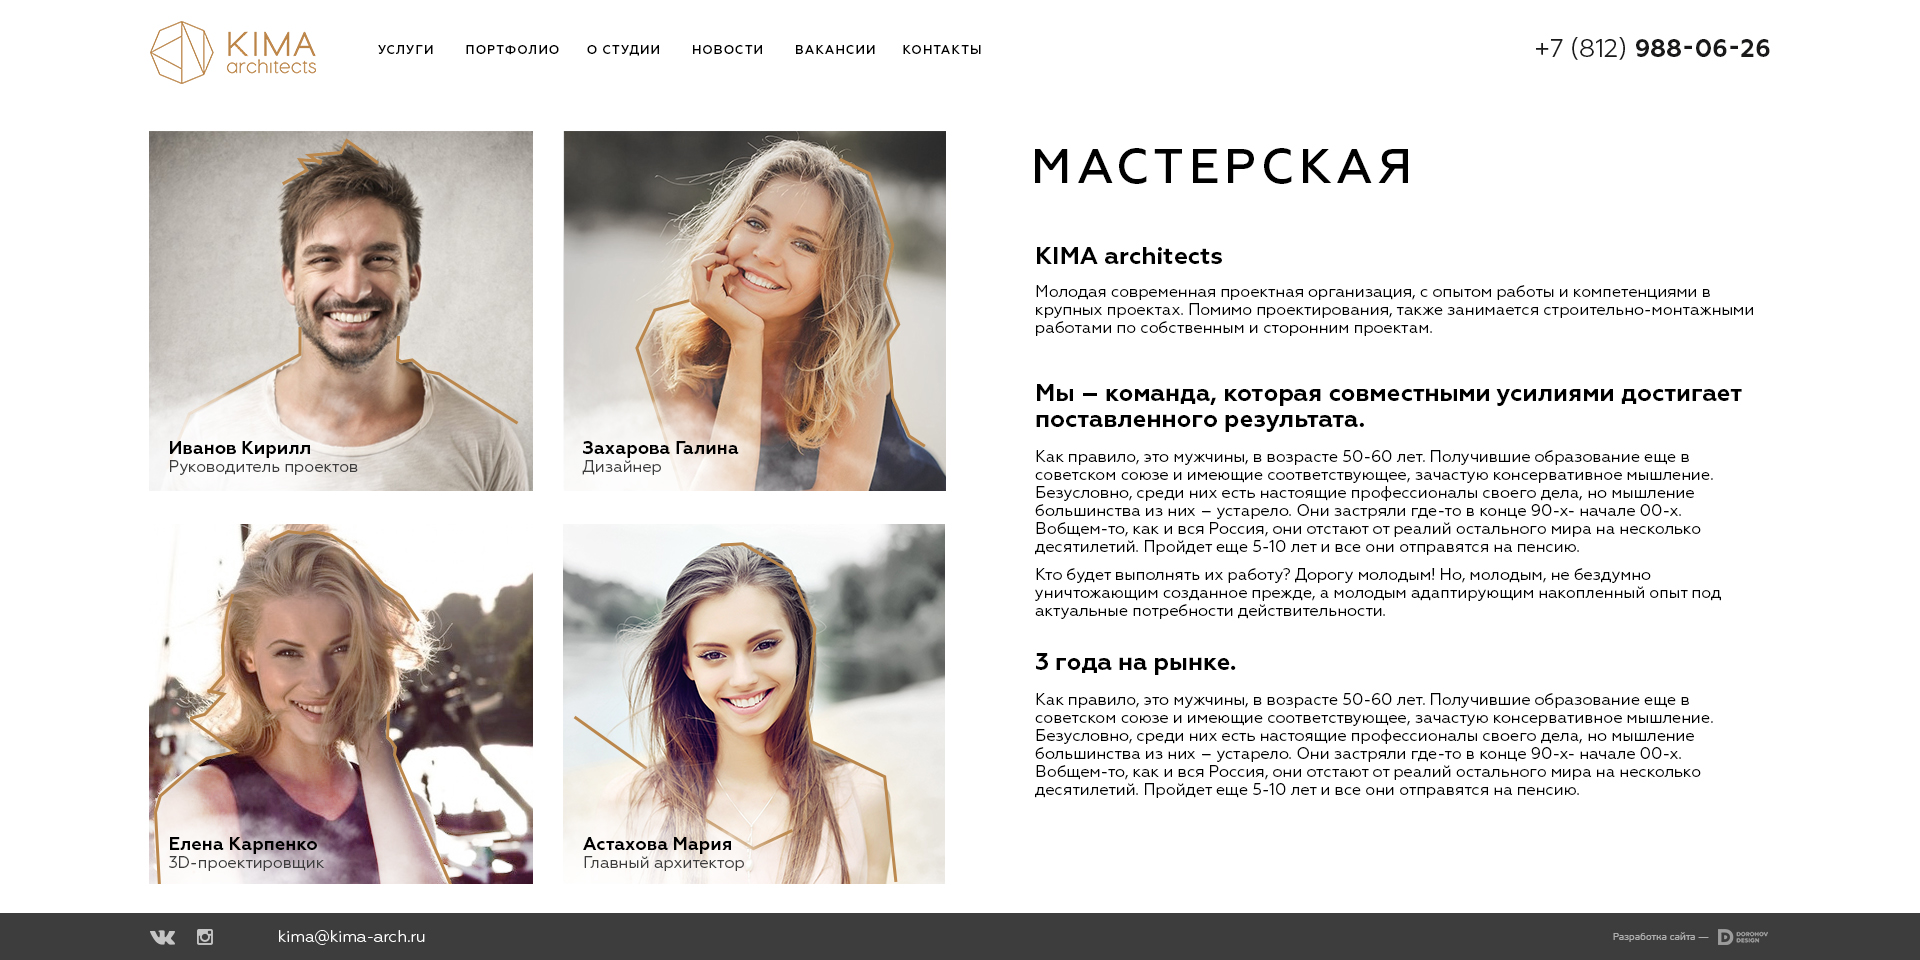 KIMA
architects
УСЛУГИ ПОРТФОЛИО О СТУДИИ НОВОСТИ ВАКАНСИИ КОНТАКТЫ
+7 (812) 988-06-26
Иванов Кирилл
Руководитель проектов
Захарова Галина
Дизайнер
Елена Карпенко
3D-проектировщик
Астахова Мария
Главный архитектор
МАСТЕРСКАЯ
KIMA architects
Молодая современная проектная организация, с опытом работы и компетенциями в
крупных проектах. Помимо проектирования, также занимается строительно-монтажными
работами по собственным и сторонним проектам.
Мы – команда, которая совместными усилиями достигает
поставленного результата.
Как правило, это мужчины, в возрасте 50-60 лет. Получившие образование еще в
советском союзе и имеющие соответствующее, зачастую консервативное мышление.
Безусловно, среди них есть настоящие профессионалы своего дела, но мышление
большинства из них – устарело. Они застряли где-то в конце 90-х- начале 00-х.
Вобщем-то, как и вся Россия, они отстают от реалий остального мира на несколько
десятилетий. Пройдет еще 5-10 лет и все они отправятся на пенсию.
Кто будет выполнять их работу? Дорогу молодым! Но, молодым, не бездумно
уничтожающим созданное прежде, а молодым адаптирующим накопленный опыт под
актуальные потребности действительности.
3 года на рынке.
Как правило, это мужчины, в возрасте 50-60 лет. Получившие образование еще в
советском союзе и имеющие соответствующее, зачастую консервативное мышление.
Безусловно, среди них есть настоящие профессионалы своего дела, но мышление
большинства из них – устарело. Они застряли где-то в конце 90-х- начале 00-х.
Вобщем-то, как и вся Россия, они отстают от реалий остального мира на несколько
десятилетий. Пройдет еще 5-10 лет и все они отправятся на пенсию.
kima@kima-arch.ru
Разработка сайта —
DOROHOV
DESIGN